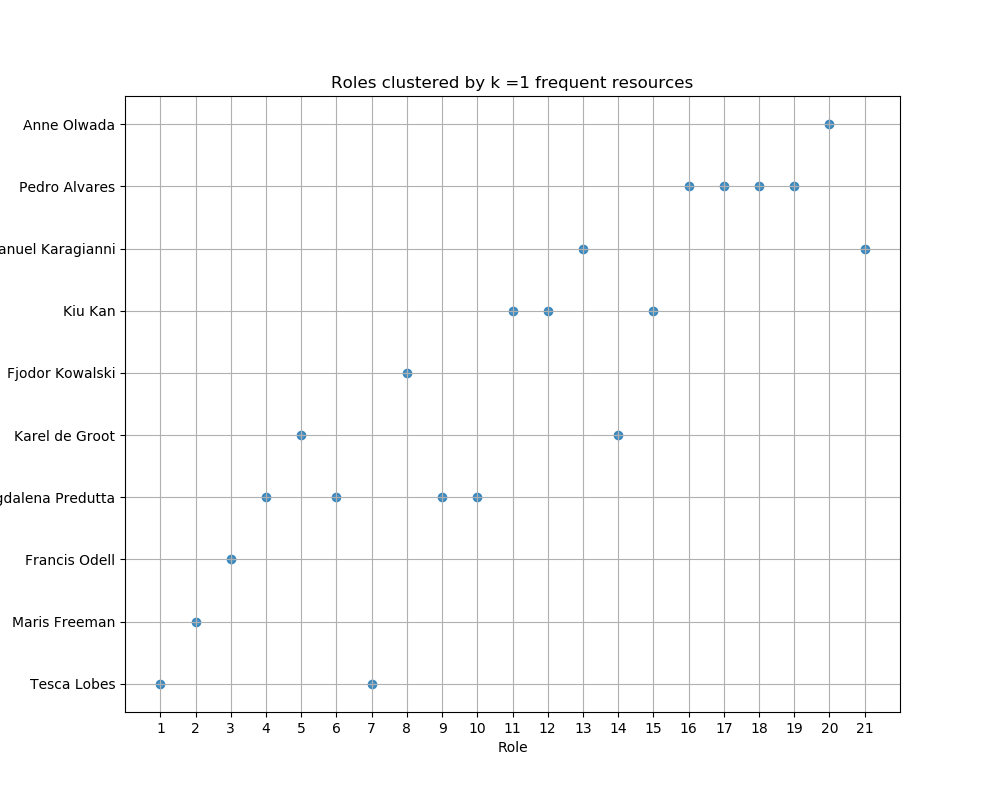 Roles clustered by k =1 frequent resources
Anne Olwada
Pedro Alvares
anuel Karagianni
Kiu Kan
Fjodor Kowalski
Karel de Groot
gdalena Predutta
Francis Odell
Maris Freeman
Tesca Lobes
1 2 3 4 5 6 7 8 9 10 11 12 13 14 15 16 17 18 19 20 21
Role